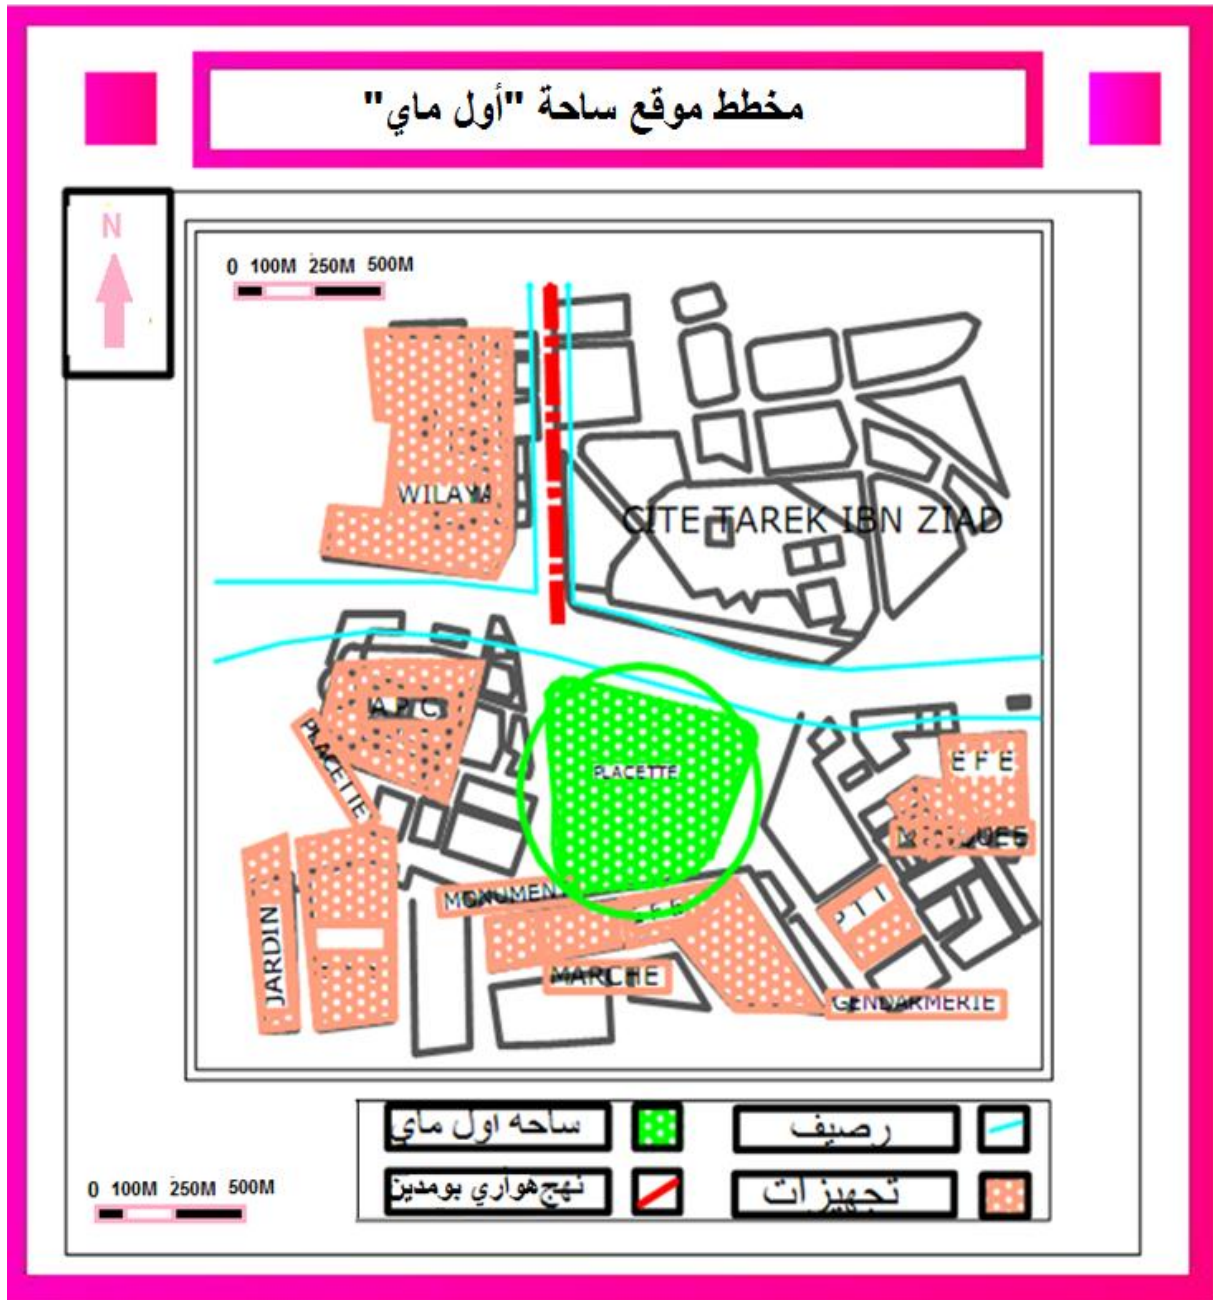 مخطط موقع ساحة "أول ماي"
N
0 100M 250M 500M
WILAYA
CITE TAREK IBN ZIAD
A P C
PLACETTE
PLACETTE
E F E
MONUMENT
P T T
JARDIN
MARCHE
GENDARMERIE
ساحه اول ماي
رصيف
نهج هواري بومدين
تجهيزات
0 100M 250M 500M